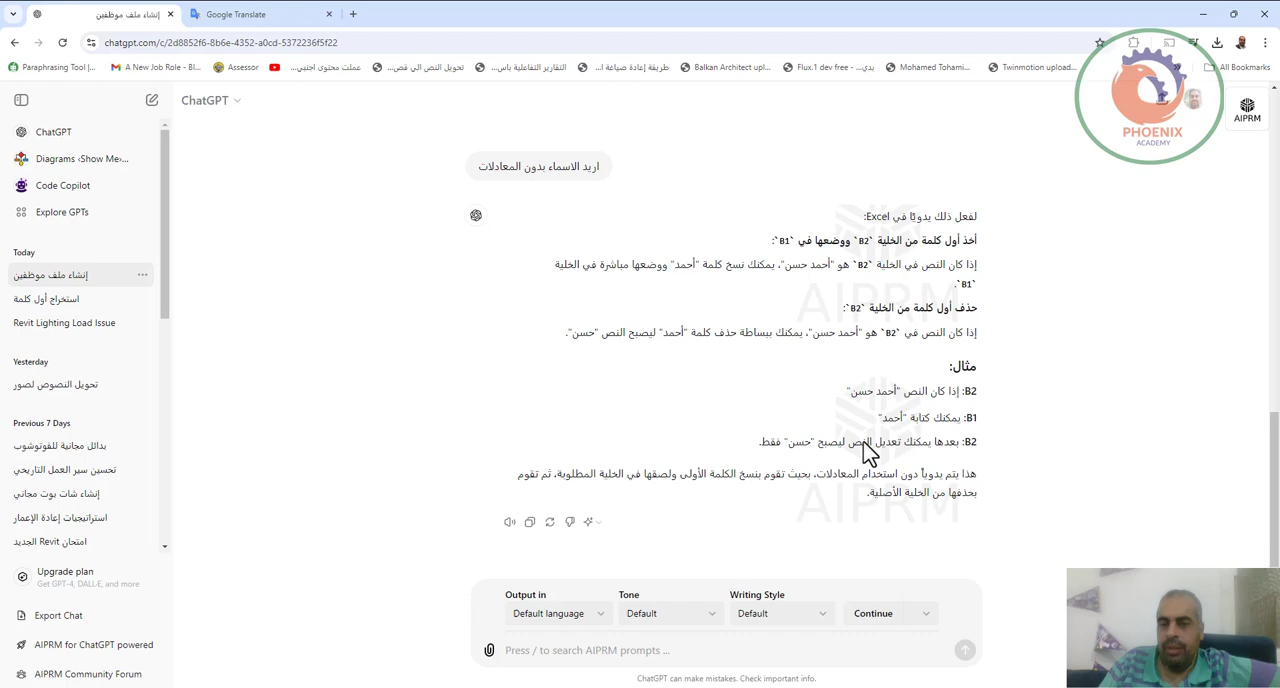 إنشاء ملف موظفين
Google Translate
chatgpt.com/c/2d8852f6-8b6e-4352-a0cd-5372236f5f22
Paraphrasing Tool |...
A New Job Role - Bl...
Assessor
عملت محتوى اجنبي...
تحويل النص الي قص...
التقارير التفاعلية باس...
طريقة إعادة صياغة ا...
Balkan Architect upl...
Flux.1 dev free - بدي...
Mohamed Tohami...
Twinmotion upload...
All Bookmarks
ChatGPT
PHOENIX
ACADEMY
AIPRM
ChatGPT
Diagrams ‹Show Me›...
Code Copilot
Explore GPTs
Today
إنشاء ملف موظفين
استخراج أول كلمة
Revit Lighting Load Issue
Yesterday
تحويل النصوص لصور
Previous 7 Days
بدائل مجانية للفوتوشوب
تحسين سير العمل التاريخي
إنشاء شات بوت مجاني
استراتيجيات إعادة الإعمار
امتحان Revit الجديد
Upgrade plan
Get GPT-4, DALL·E, and more
Export Chat
AIPRM for ChatGPT powered
AIPRM Community Forum
اريد الاسماء بدون المعادلات
لفعل ذلك يدويًا في Excel:
أخذ أول كلمة من الخلية `B2` ووضعها في `B1`:
إذا كان النص في الخلية `B2` هو "أحمد حسن"، يمكنك نسخ كلمة "أحمد" ووضعها مباشرة في الخلية
`B1`.
حذف أول كلمة من الخلية `B2`:
إذا كان النص في `B2` هو "أحمد حسن"، يمكنك ببساطة حذف كلمة "أحمد" ليصبح النص "حسن".
مثال:
B2: إذا كان النص "أحمد حسن"
B1: يمكنك كتابة "أحمد"
B2: بعدها يمكنك تعديل النص ليصبح "حسن" فقط.
هذا يتم يدوياً دون استخدام المعادلات، بحيث تقوم بنسخ الكلمة الأولى ولصقها في الخلية المطلوبة، ثم تقوم
بحذفها من الخلية الأصلية.
AIPRM
AIPRM
Output in
Tone
Writing Style
Default language
Default
Default
Continue
Press / to search AIPRM prompts ...
ChatGPT can make mistakes. Check important info.